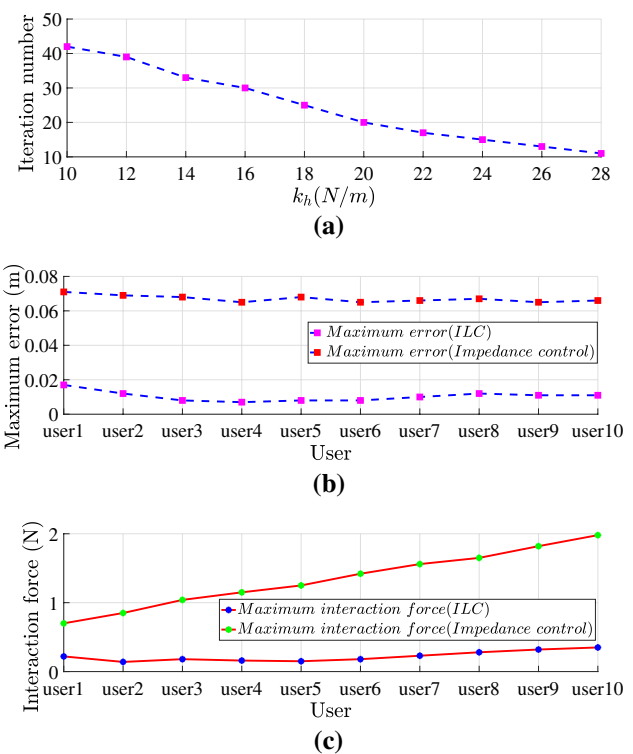 50
40
30
20
10
Iteration number
10 12 14 16 18 20 22 24 26 28
k_h(N/m)
(a)
0.08
0.06
0.04
0.02
0
Maximum error (m)
Maximum error(ILC)
Maximum error(Impedance control)
user1 user2 user3 user4 user5 user6 user7 user8 user9 user10
User
(b)
2
1
0
Interaction force (N)
Maximum interaction force(ILC)
Maximum interaction force(Impedance control)
user1 user2 user3 user4 user5 user6 user7 user8 user9 user10
User
(c)